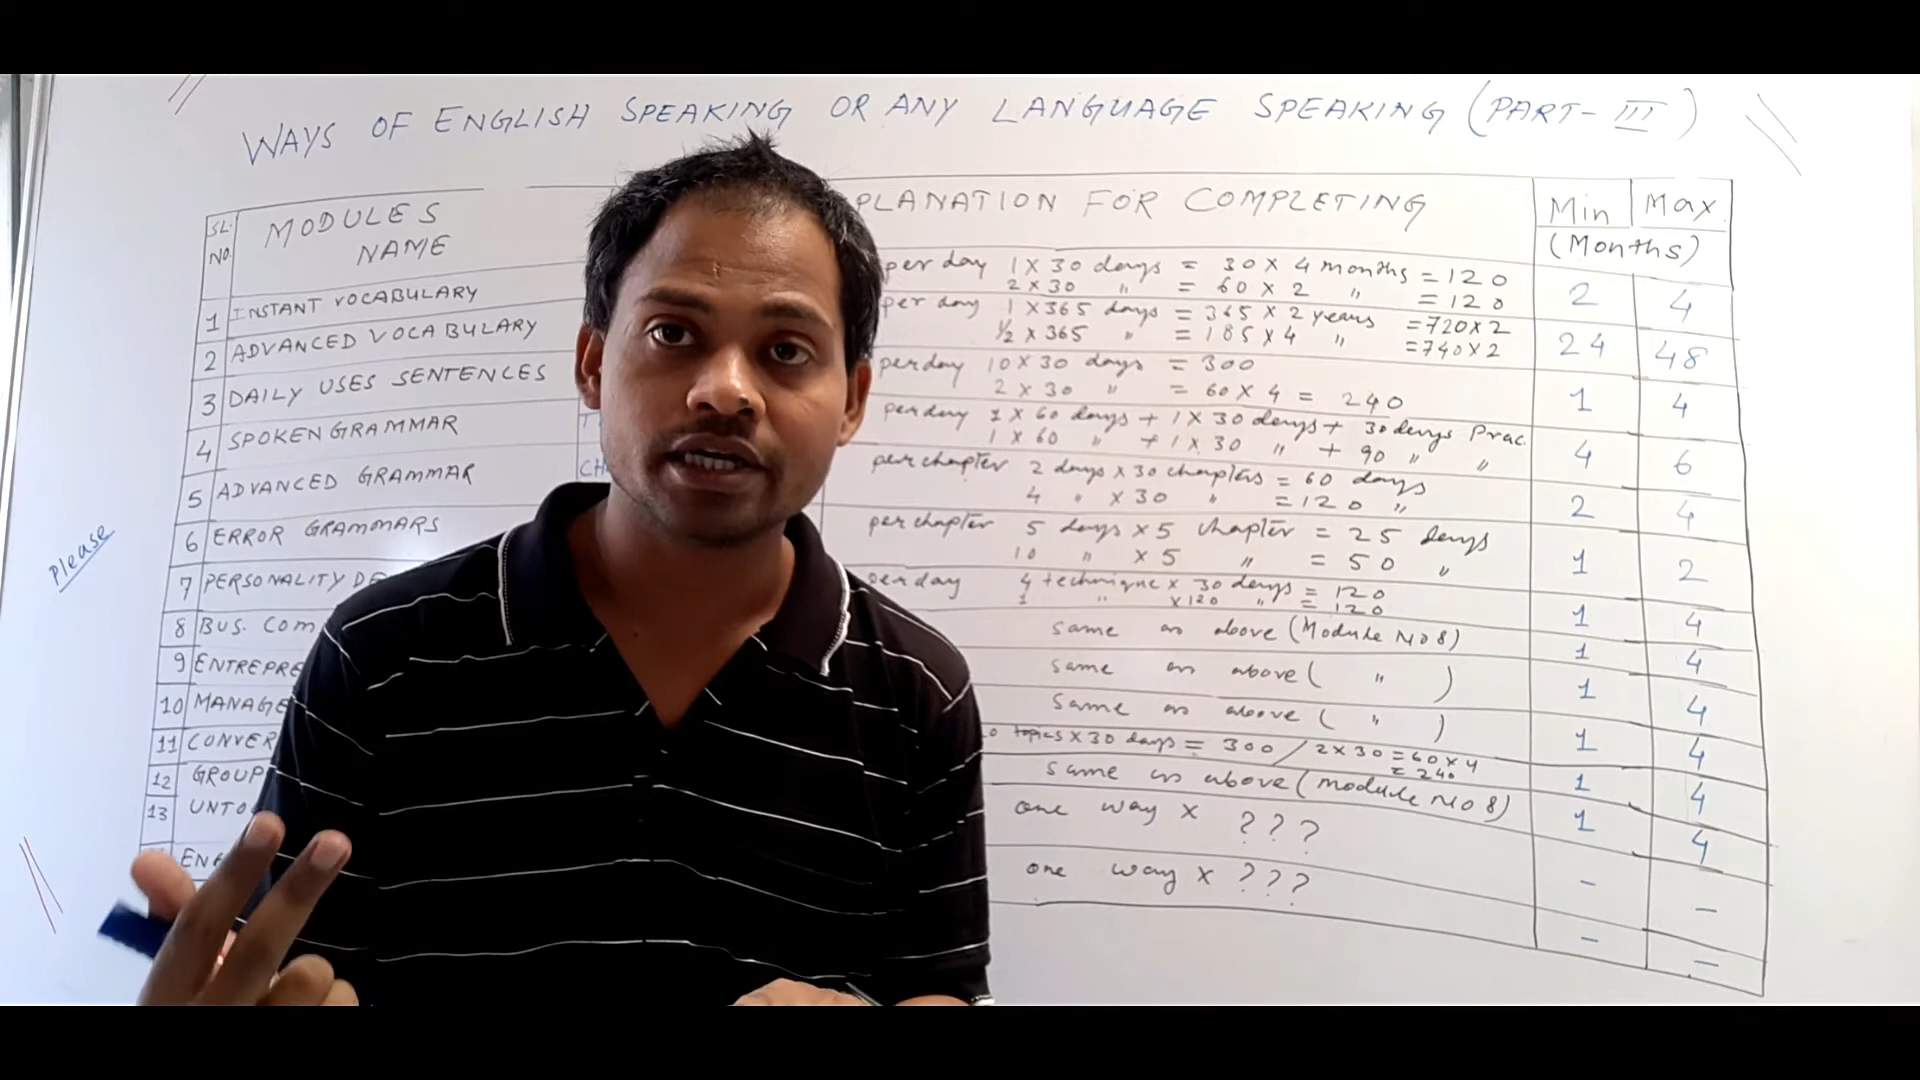 WAYS OF ENGLISH SPEAKING OR ANY LANGUAGE SPEAKING (PART-III)
SL. NO. MODULES NAME PLANATION FOR COMPLETING Min Max
(Months)
1 INSTANT VOCABULARY per day 1 X 30 days = 30 X 4 months = 120 2 4
2 X 30 " = 60 X 2 " = 120
2 ADVANCED VOCABULARY per day 1 X 365 days = 365 X 2 years = 720 X 2 24 48
1/2 X 365 " = 185 X 4 " = 740 X 2
3 DAILY USES SENTENCES per day 10 X 30 days = 300 1 4
2 X 30 " = 60 X 4 = 240
4 SPOKEN GRAMMAR per day 1 X 60 days + 1 X 30 days + 30 days Prac. 4 6
1 X 60 " + 1 X 30 " + 90 " "
5 ADVANCED GRAMMAR CH per chapter 2 days X 30 chapters = 60 days 2 4
4 " X 30 " = 120 "
6 ERROR GRAMMARS per chapter 5 days X 5 chapter = 25 days 1 2
10 " X 5 " = 50 "
7 PERSONALITY DE per day 4 technique X 30 days = 120 1 4
1 " X 120 " = 120
8 BUS. COM same as above (Module NO 8) 1 4
9 ENTREPRE same as above ( " ) 1 4
10 MANAGE same as above ( " ) 1 4
11 CONVER topics X 30 days = 300 / 2 X 30 = 60 X 4 1 4
= 240
12 GROUP same as above (module NO 8) 1 4
13 UNTO one way X ??? - -
ENG one way X ??? - -
Please